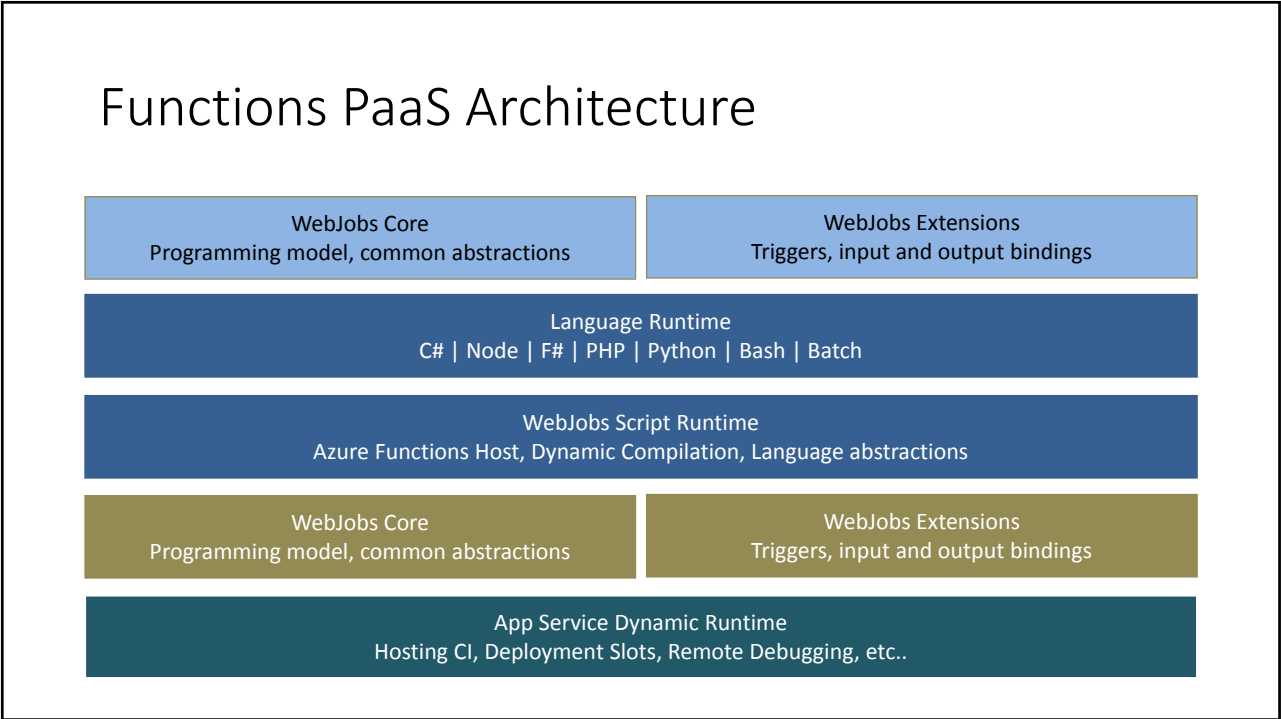 Functions PaaS Architecture
WebJobs Core
Programming model, common abstractions
WebJobs Extensions
Triggers, input and output bindings
Language Runtime
C# | Node | F# | PHP | Python | Bash | Batch
WebJobs Script Runtime
Azure Functions Host, Dynamic Compilation, Language abstractions
WebJobs Core
Programming model, common abstractions
WebJobs Extensions
Triggers, input and output bindings
App Service Dynamic Runtime
Hosting CI, Deployment Slots, Remote Debugging, etc..